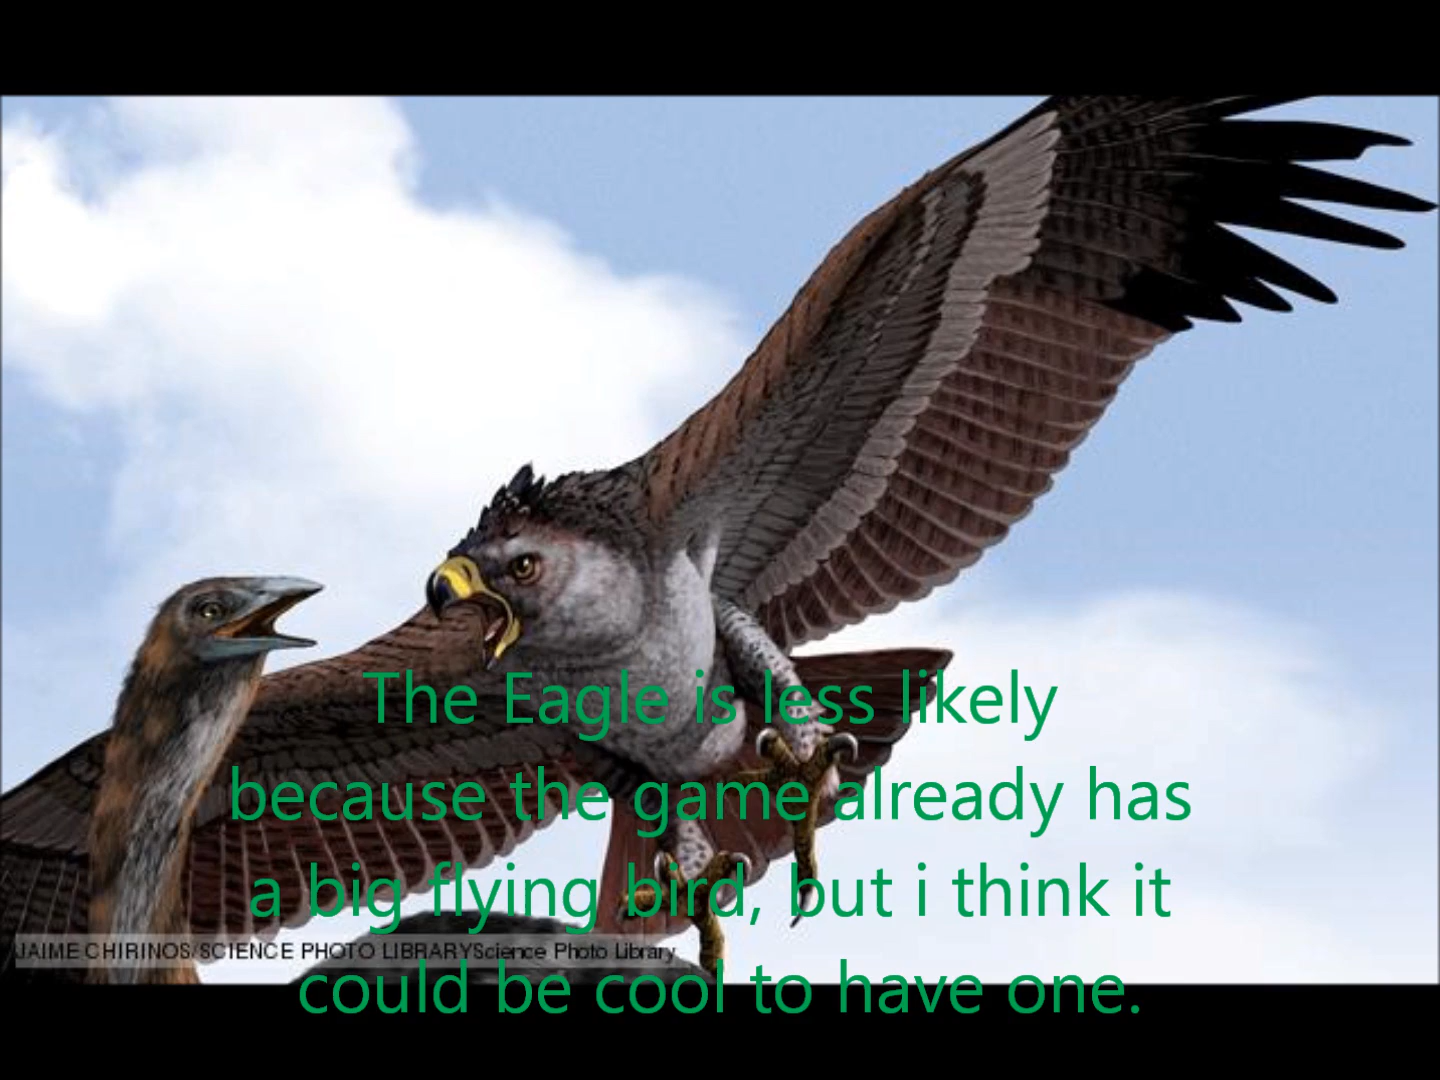 The Eagle is less likely
because the game already has
a big flying bird, but i think it
JAIME CHIRINOS/SCIENCE PHOTO LIBRARYScience Photo Library
could be cool to have one.